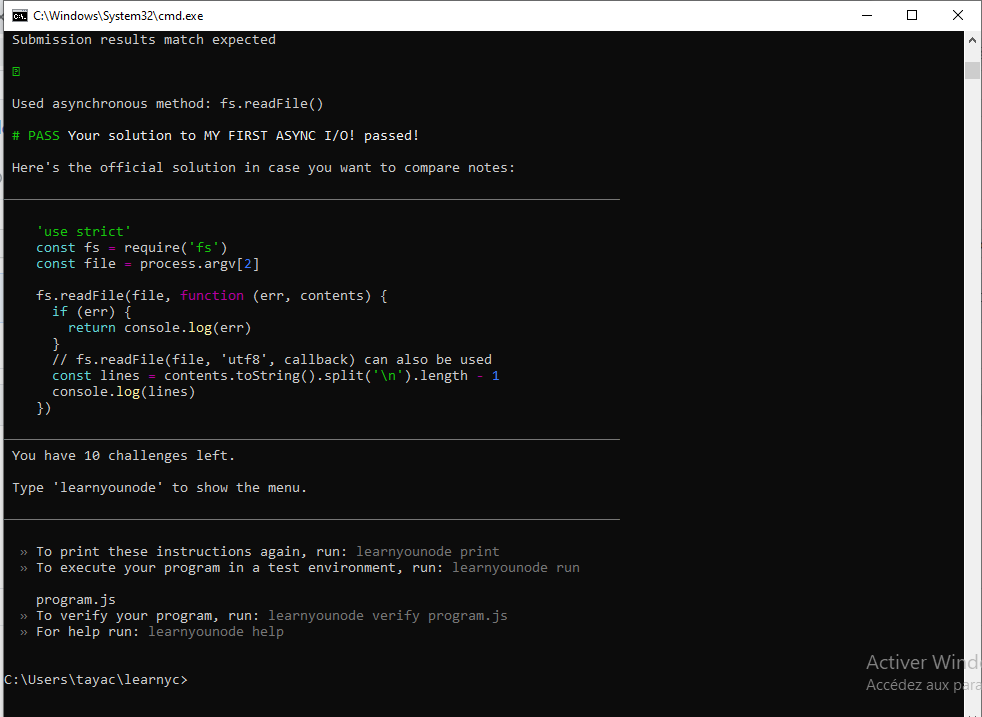 C:\Windows\System32\cmd.exe
Submission results match expected
Used asynchronous method: fs.readFile()
# PASS Your solution to MY FIRST ASYNC I/O! passed!
Here's the official solution in case you want to compare notes:
'use strict'
const fs = require('fs')
const file = process.argv[2]
fs.readFile(file, function (err, contents) {
if (err) {
return console.log(err)
}
// fs.readFile(file, 'utf8', callback) can also be used
const lines = contents.toString().split('\n').length - 1
console.log(lines)
})
You have 10 challenges left.
Type 'learnyounode' to show the menu.
» To print these instructions again, run: learnyounode print
» To execute your program in a test environment, run: learnyounode run
program.js
» To verify your program, run: learnyounode verify program.js
» For help run: learnyounode help
Activer Wind
C:\Users\tayac\learnyc>
Accédez aux para